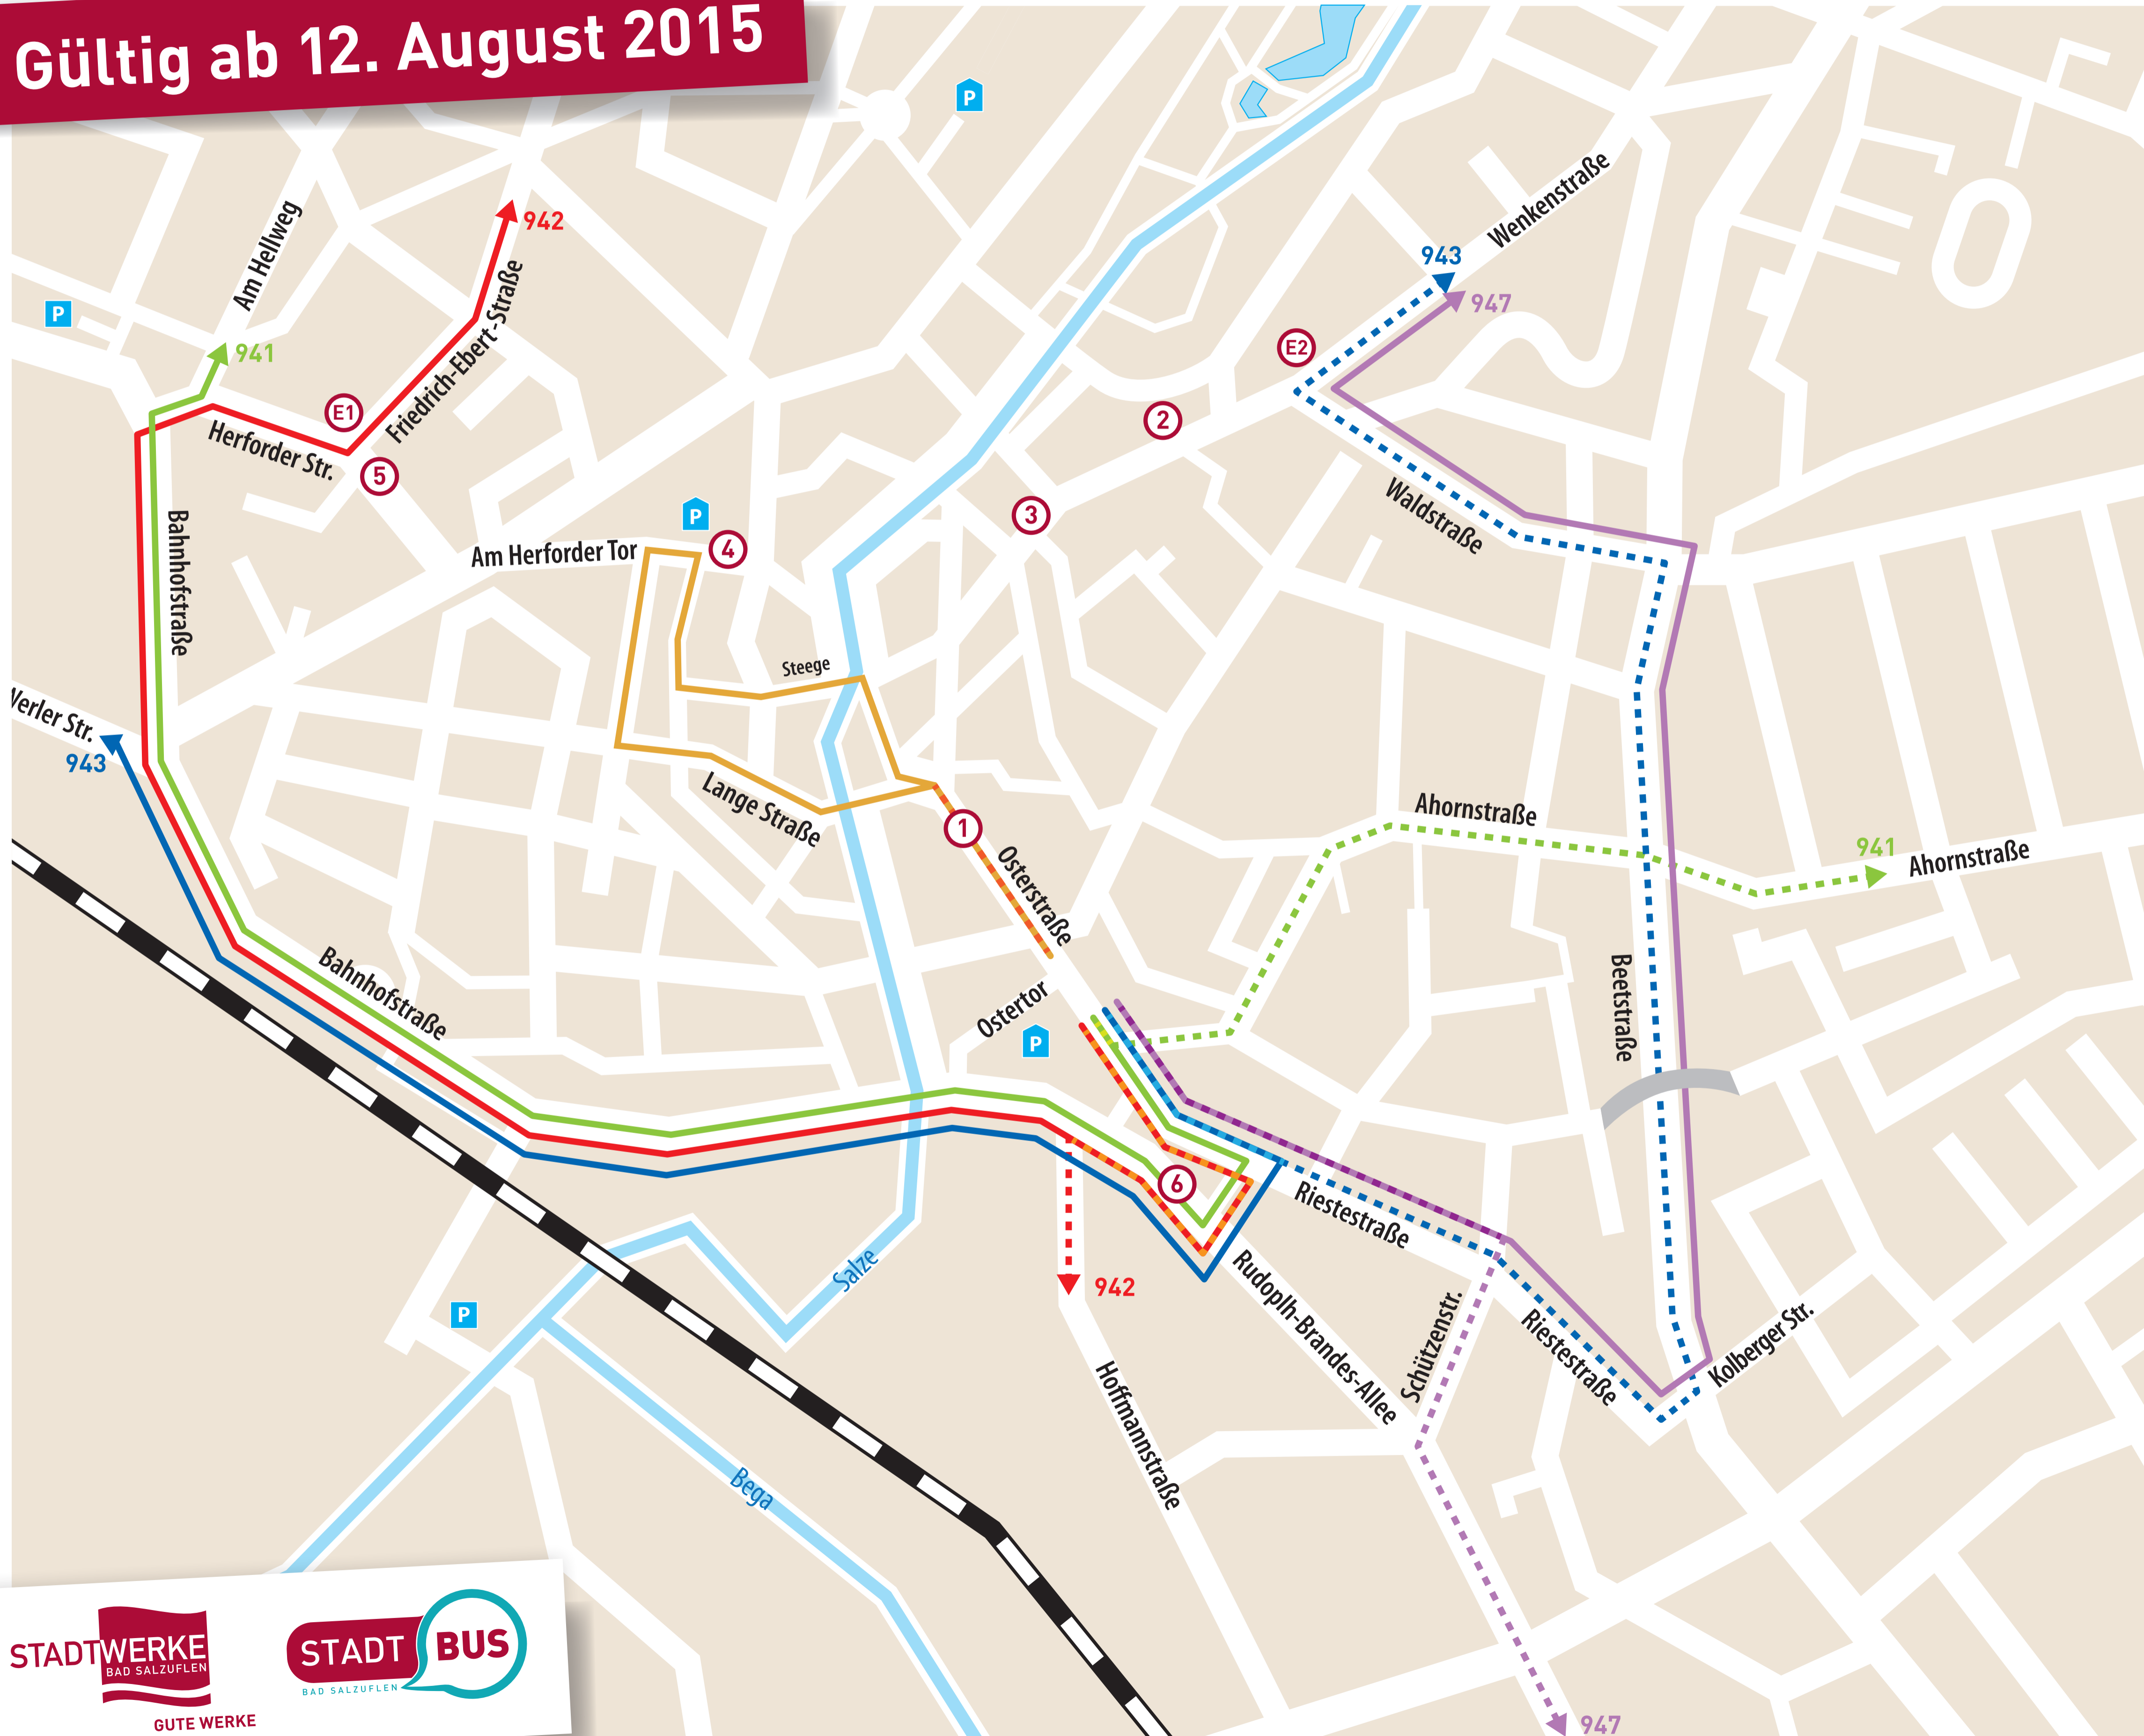 Gültig ab 12. August 2015
P
Am Hellweg
942
Wenkenstraße
943
947
P
Friedrich-Ebert-Straße
941
E2
E1
Herforder Str.
2
5
P
3
Waldstraße
Bahnhofstraße
Am Herforder Tor
4
Steege
Werler Str.
943
Lange Straße
1
Osterstraße
Ahornstraße
941
Ahornstraße
Bahnhofstraße
Beetstraße
Ostertor
P
6
Riestestraße
Salze
942
Rudoplh-Brandes-Allee
P
Schützenstr.
Riestestraße
Kolberger Str.
Hoffmannstraße
Bega
STADTWERKE
BAD SALZUFLEN
GUTE WERKE
STADT BUS
BAD SALZUFLEN
947